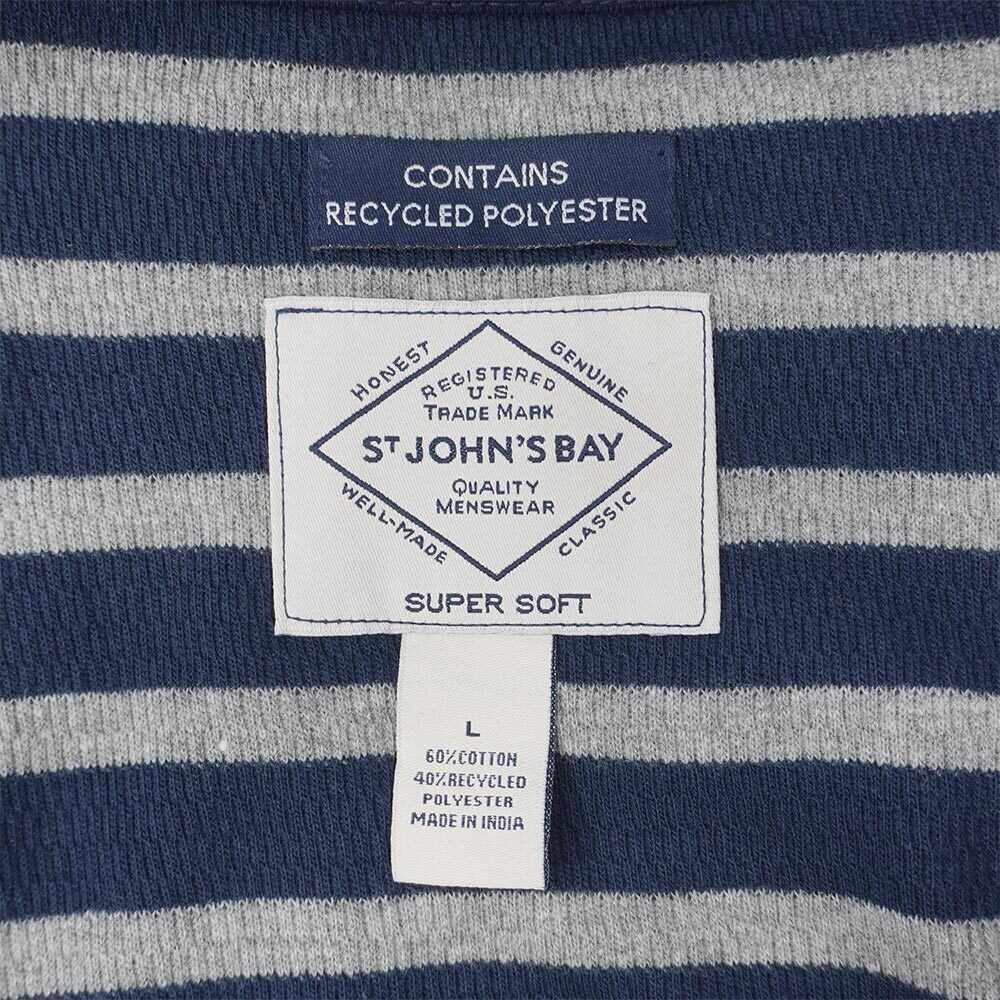 CONTAINS
RECYCLED POLYESTER
HONEST
GENUINE
REGISTERED
U.S.
TRADE MARK
ST JOHN'S BAY
QUALITY
MENSWEAR
WELL-MADE
CLASSIC
SUPER SOFT
L
60%COTTON
40%RECYCLED
POLYESTER
MADE IN INDIA